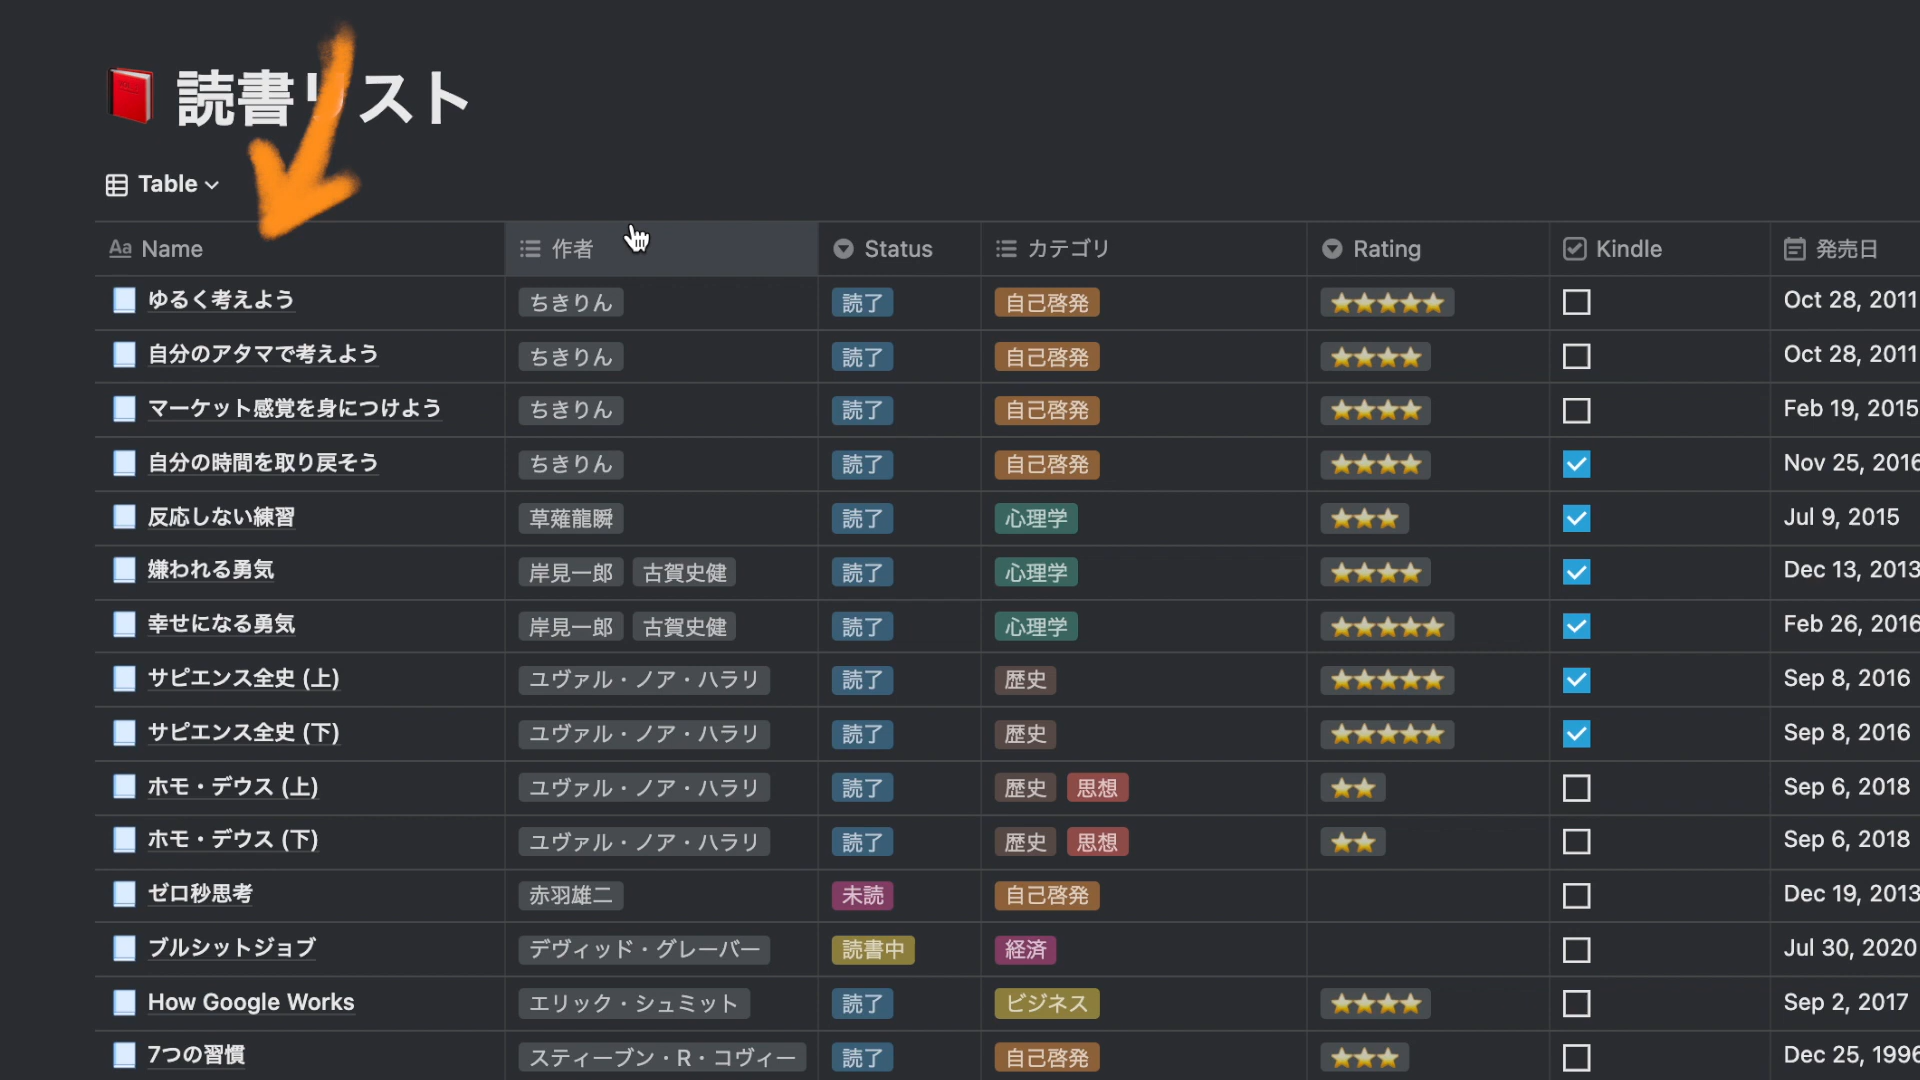 読書リスト
Table
Aa Name 作者 Status カテゴリ Rating Kindle 発売日
ゆるく考えよう ちきりん 読了 自己啓発 ⭐⭐⭐⭐⭐ Oct 28, 2011
自分のアタマで考えよう ちきりん 読了 自己啓発 ⭐⭐⭐⭐ Oct 28, 2011
マーケット感覚を身につけよう ちきりん 読了 自己啓発 ⭐⭐⭐⭐ Feb 19, 2015
自分の時間を取り戻そう ちきりん 読了 自己啓発 ⭐⭐⭐⭐ Nov 25, 2016
反応しない練習 草薙龍瞬 読了 心理学 ⭐⭐⭐ Jul 9, 2015
嫌われる勇気 岸見一郎 古賀史健 読了 心理学 ⭐⭐⭐⭐ Dec 13, 2013
幸せになる勇気 岸見一郎 古賀史健 読了 心理学 ⭐⭐⭐⭐⭐ Feb 26, 2016
サピエンス全史 (上) ユヴァル・ノア・ハラリ 読了 歴史 ⭐⭐⭐⭐⭐ Sep 8, 2016
サピエンス全史 (下) ユヴァル・ノア・ハラリ 読了 歴史 ⭐⭐⭐⭐⭐ Sep 8, 2016
ホモ・デウス (上) ユヴァル・ノア・ハラリ 読了 歴史 思想 ⭐⭐ Sep 6, 2018
ホモ・デウス (下) ユヴァル・ノア・ハラリ 読了 歴史 思想 ⭐⭐ Sep 6, 2018
ゼロ秒思考 赤羽雄二 未読 自己啓発 Dec 19, 2013
ブルシットジョブ デヴィッド・グレーバー 読書中 経済 Jul 30, 2020
How Google Works エリック・シュミット 読了 ビジネス ⭐⭐⭐⭐ Sep 2, 2017
7つの習慣 スティーブン・R・コヴィー 読了 自己啓発 ⭐⭐⭐ Dec 25, 1996